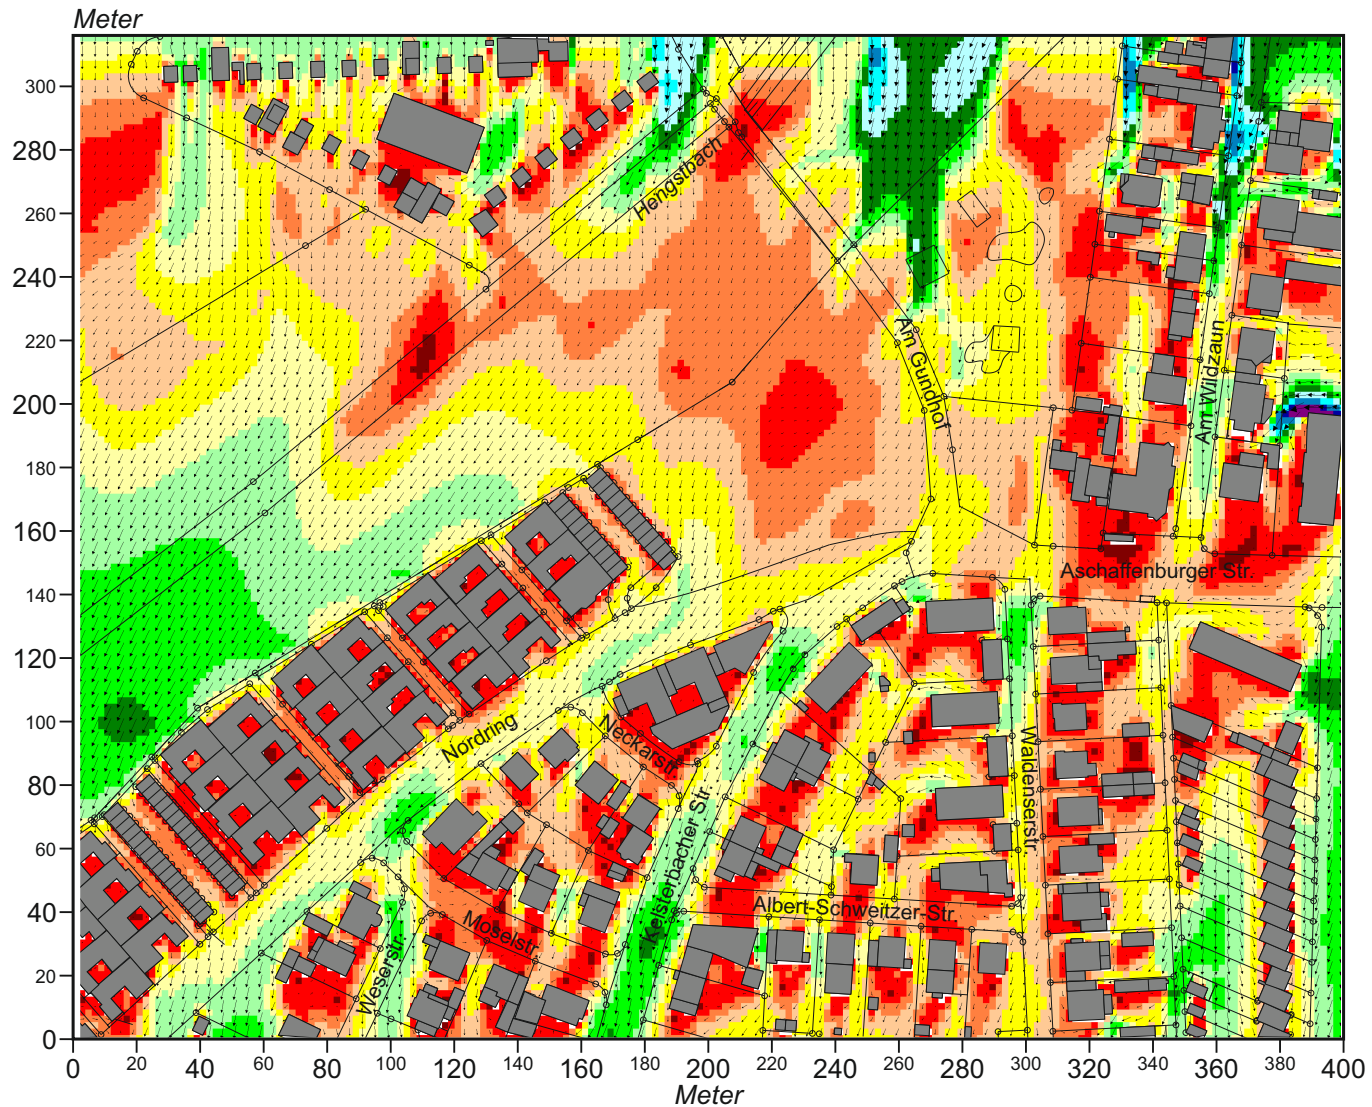 Meter
300
280
260
240
220
200
180
160
140
120
100
80
60
40
20
0
Hengstbach
Am Gundhof
Am Wildzaun
Aschaffenburger Str.
Nordring
Neckarstr.
Waldenserstr.
Kelsterbacher Str.
Albert-Schweitzer-Str.
Moselstr.
Weserstr.
0 20 40 60 80 100 120 140 160 180 200 220 240 260 280 300 320 340 360 380 400
Meter